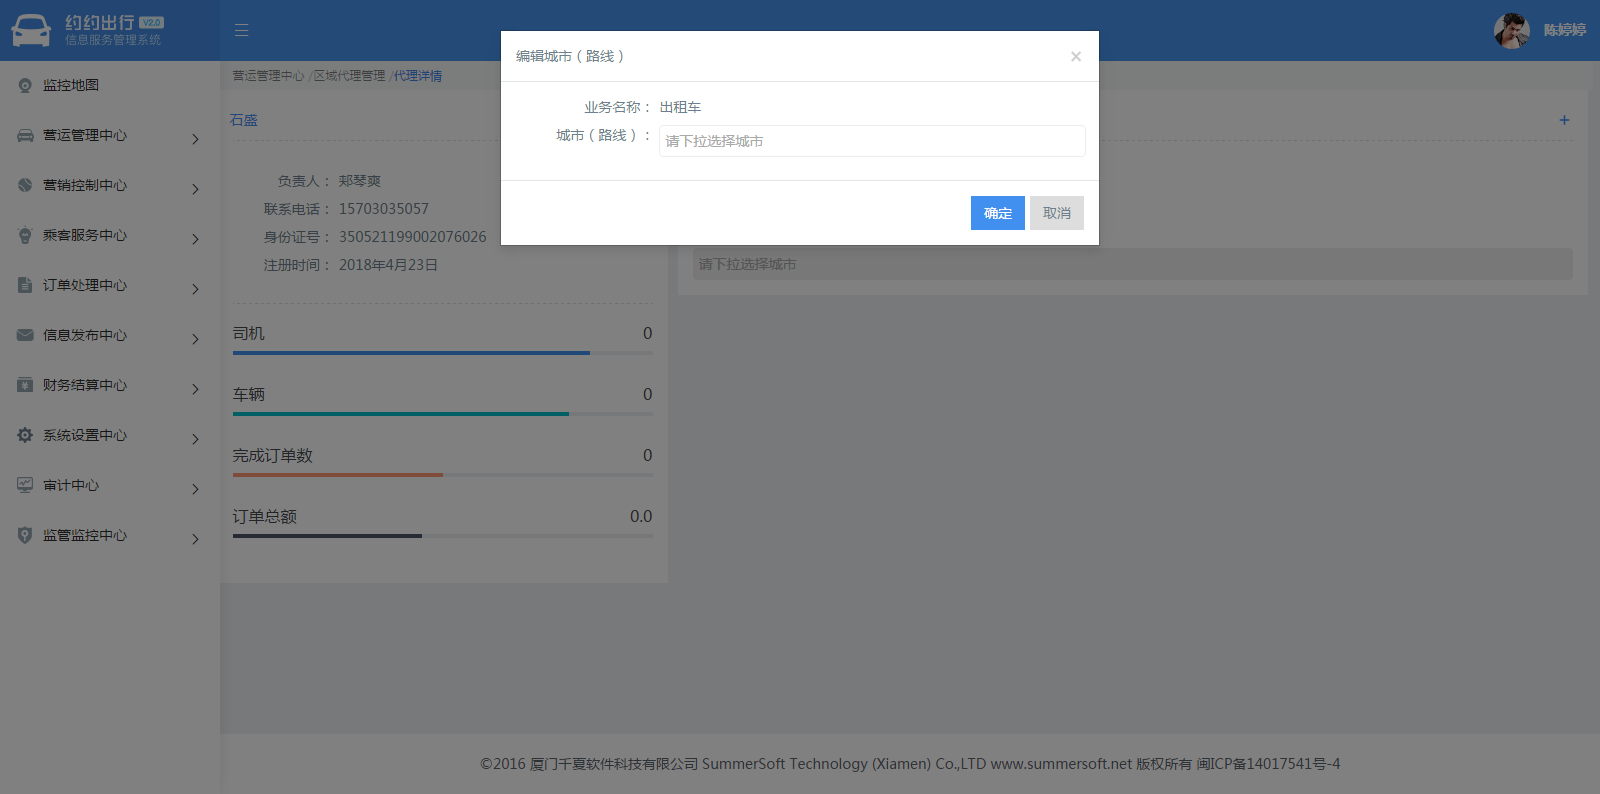 约约出行 V2.0
信息服务管理系统
陈婷婷
监控地图
营运管理中心
营销控制中心
乘客服务中心
订单处理中心
信息发布中心
财务结算中心
系统设置中心
审计中心
监管监控中心
营运管理中心 /区域代理管理 /代理详情
石盛
负责人： 郑琴爽
联系电话： 15703035057
身份证号： 350521199002076026
注册时间： 2018年4月23日
司机 0
车辆 0
完成订单数 0
订单总额 0.0
编辑城市（路线） ×
业务名称： 出租车
城市（路线）： 请下拉选择城市
确定 取消
+
请下拉选择城市
©2016 厦门千夏软件科技有限公司 SummerSoft Technology (Xiamen) Co.,LTD www.summersoft.net 版权所有 闽ICP备14017541号-4